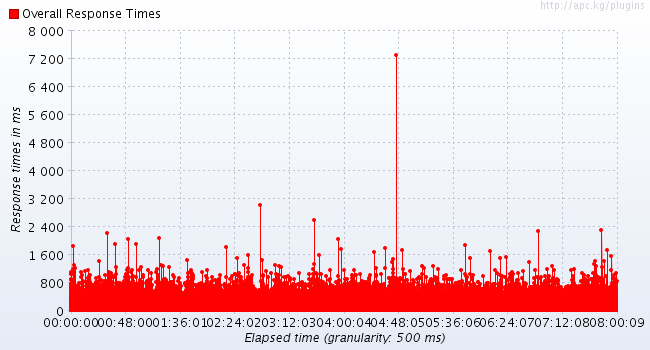 http://apc.kg/plugins
Overall Response Times
8 000
7 200
6 400
5 600
4 800
4 000
3 200
2 400
1 600
800
0
Response times in ms
00:00:00 00:48:00 01:36:01 02:24:02 03:12:03 04:00:04 04:48:05 05:36:06 06:24:07 07:12:08 08:00:09
Elapsed time (granularity: 500 ms)